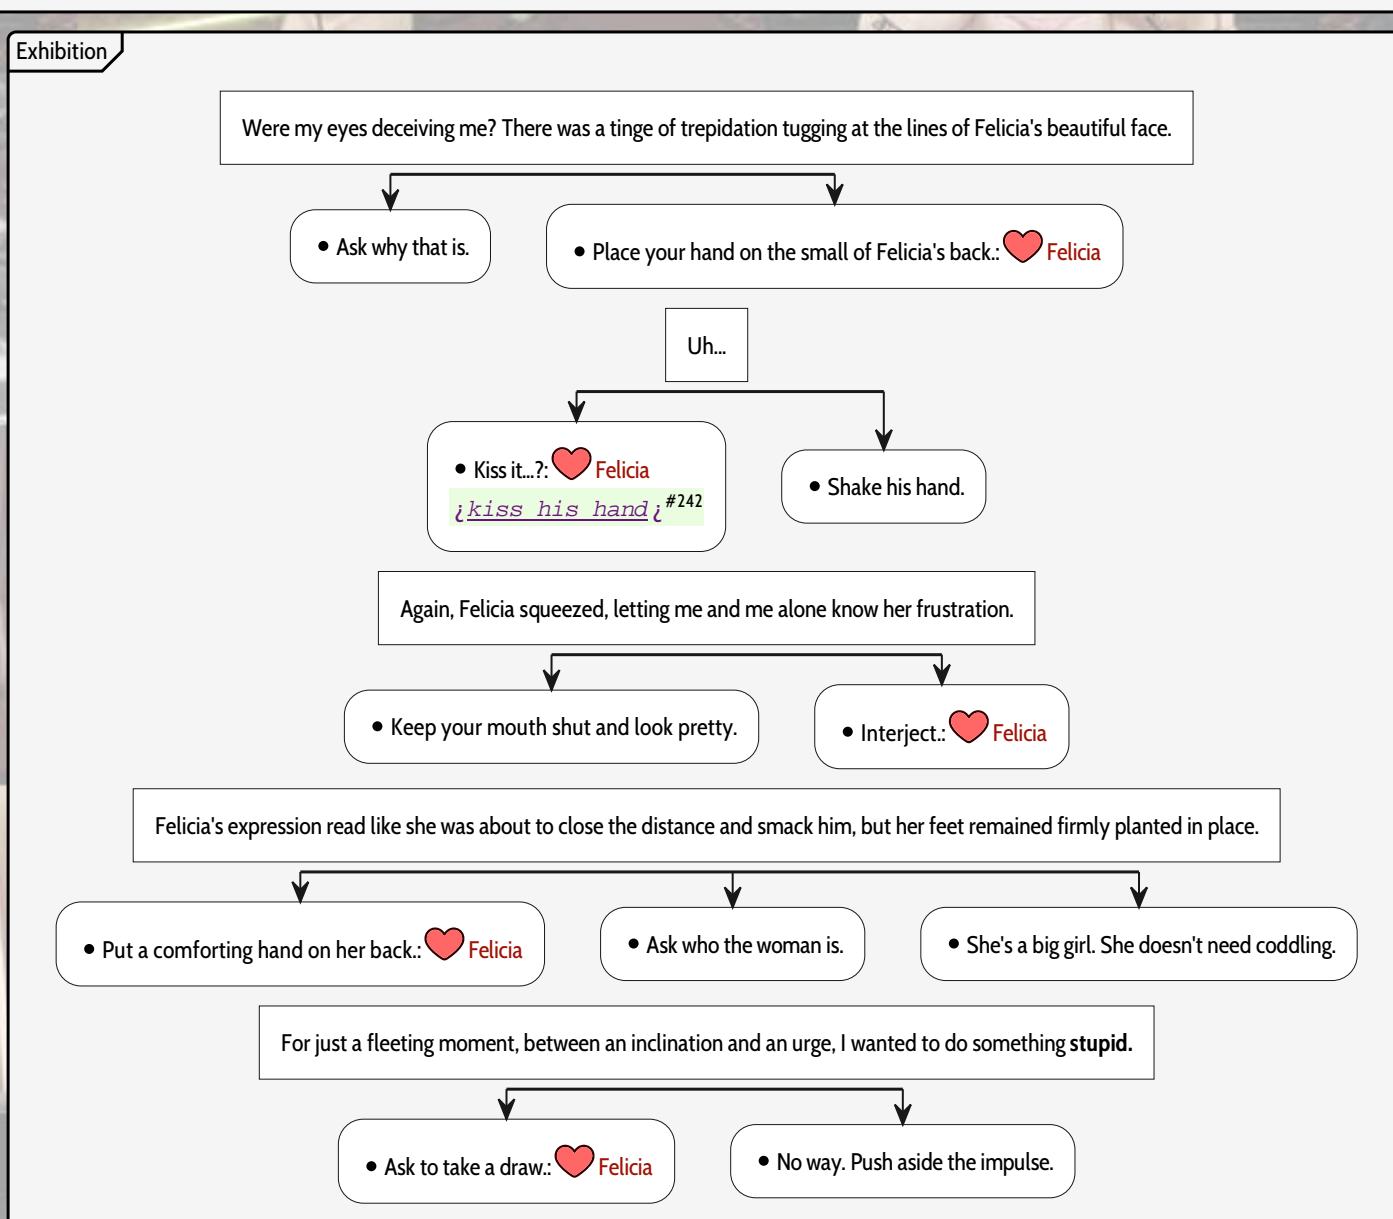 Exhibition
Were my eyes deceiving me? There was a tinge of trepidation tugging at the lines of Felicia's beautiful face.
• Ask why that is.
• Place your hand on the small of Felicia's back.: Felicia
Uh...
• Kiss it...?: Felicia
¿kiss his hand¿#242
• Shake his hand.
Again, Felicia squeezed, letting me and me alone know her frustration.
• Keep your mouth shut and look pretty.
• Interject.: Felicia
Felicia's expression read like she was about to close the distance and smack him, but her feet remained firmly planted in place.
• Put a comforting hand on her back.: Felicia
• Ask who the woman is.
• She's a big girl. She doesn't need coddling.
For just a fleeting moment, between an inclination and an urge, I wanted to do something stupid.
• Ask to take a draw.: Felicia
• No way. Push aside the impulse.